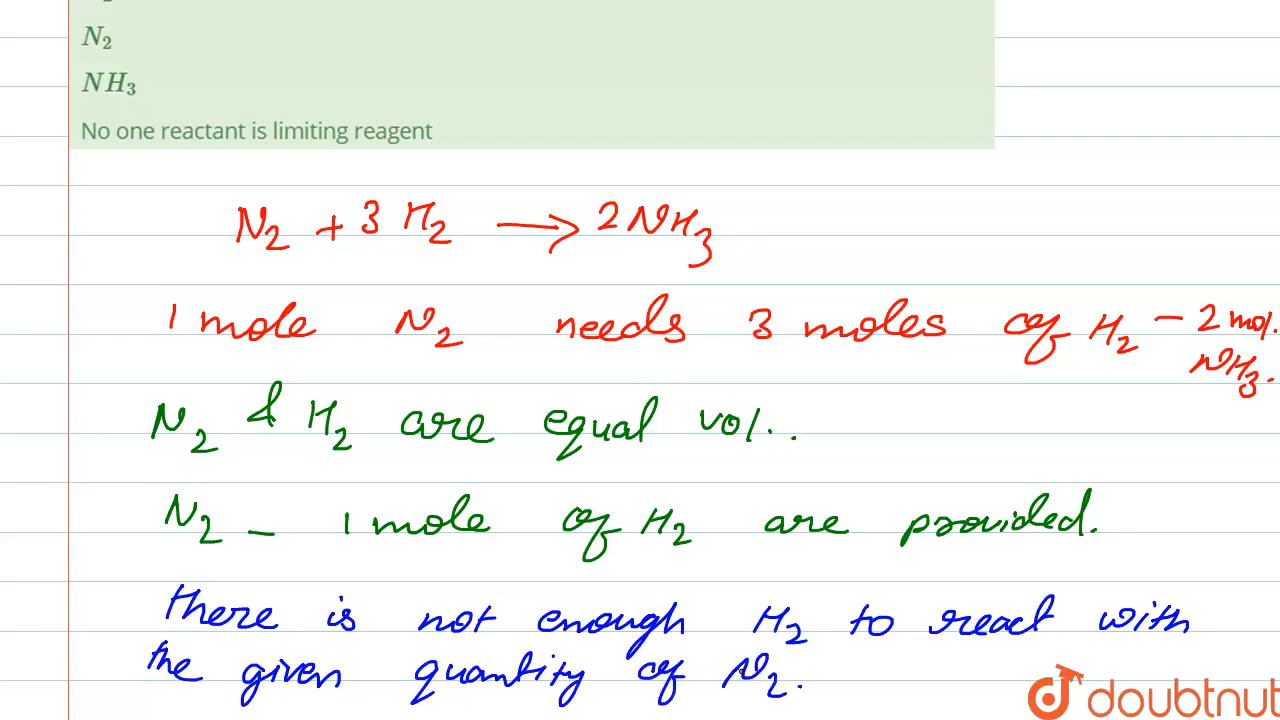 N₂
NH₃
No one reactant is limiting reagent
N₂ + 3 H₂ → 2 NH₃
1 mole N₂ needs 3 moles of H₂ – 2 mol.
NH₃.
N₂ & H₂ are equal vol..
N₂ – 1 mole of H₂ are provided.
there is not enough H₂ to react with
the given quantity of N₂.
doubtnut